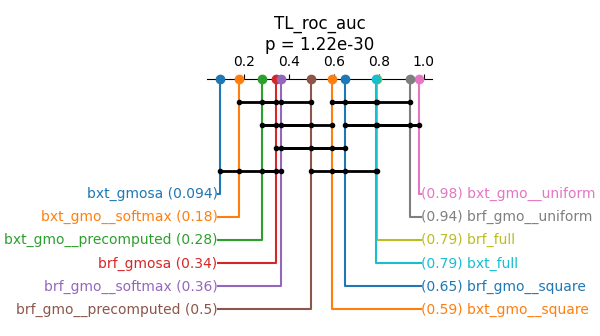 TL_roc_auc
p = 1.22e-30
0.2 0.4 0.6 0.8 1.0
bxt_gmosa (0.094)
bxt_gmo__softmax (0.18)
bxt_gmo__precomputed (0.28)
brf_gmosa (0.34)
brf_gmo__softmax (0.36)
brf_gmo__precomputed (0.5)
(0.98) bxt_gmo__uniform
(0.94) brf_gmo__uniform
(0.79) brf_full
(0.79) bxt_full
(0.65) brf_gmo__square
(0.59) bxt_gmo__square